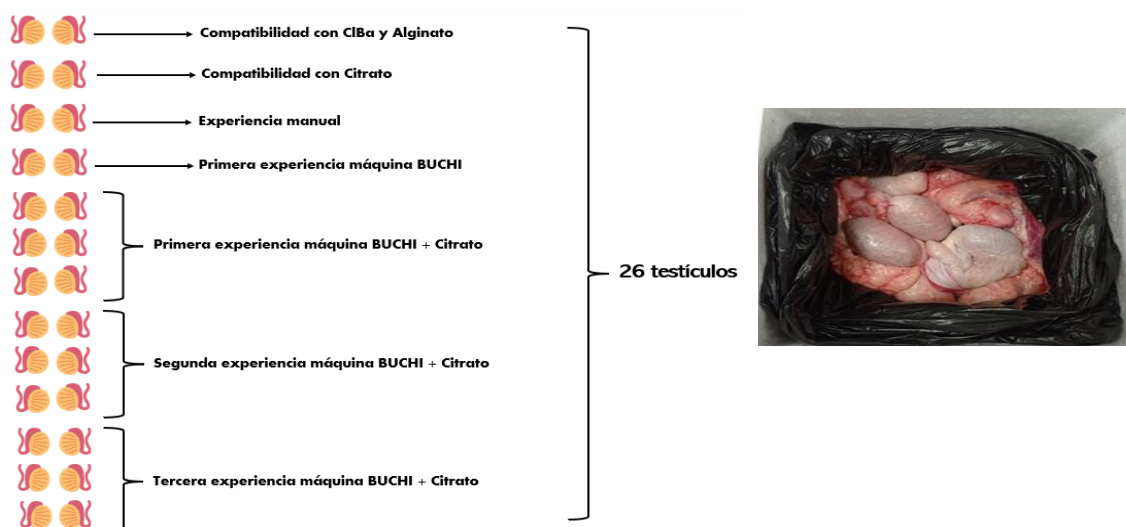 Compatibilidad con ClBa y Alginato
Compatibilidad con Citrato
Experiencia manual
Primera experiencia máquina BUCHI
Primera experiencia máquina BUCHI + Citrato
Segunda experiencia máquina BUCHI + Citrato
Tercera experiencia máquina BUCHI + Citrato
26 testículos